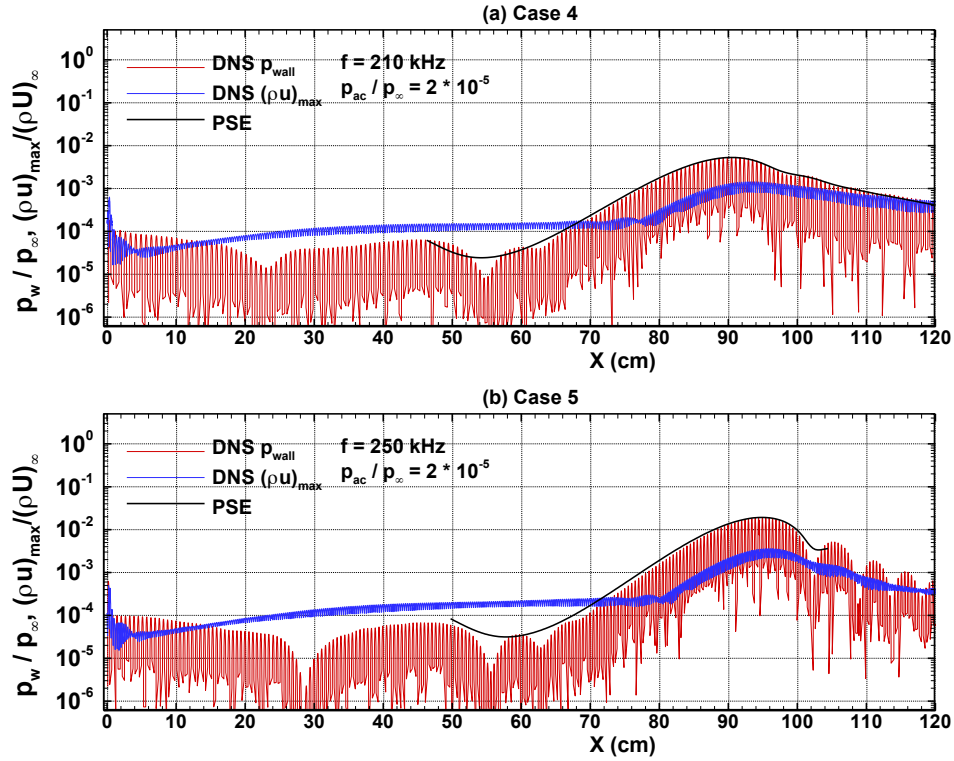 (a) Case 4
DNS p_wall f = 210 kHz
DNS (ρu)_max p_ac / p_∞ = 2 * 10^-5
PSE
p_w / p_∞, (ρu)_max/(ρU)_∞
10^0
10^-1
10^-2
10^-3
10^-4
10^-5
10^-6
0 10 20 30 40 50 60 70 80 90 100 110 120
X (cm)
(b) Case 5
DNS p_wall f = 250 kHz
DNS (ρu)_max p_ac / p_∞ = 2 * 10^-5
PSE
p_w / p_∞, (ρu)_max/(ρU)_∞
10^0
10^-1
10^-2
10^-3
10^-4
10^-5
10^-6
0 10 20 30 40 50 60 70 80 90 100 110 120
X (cm)